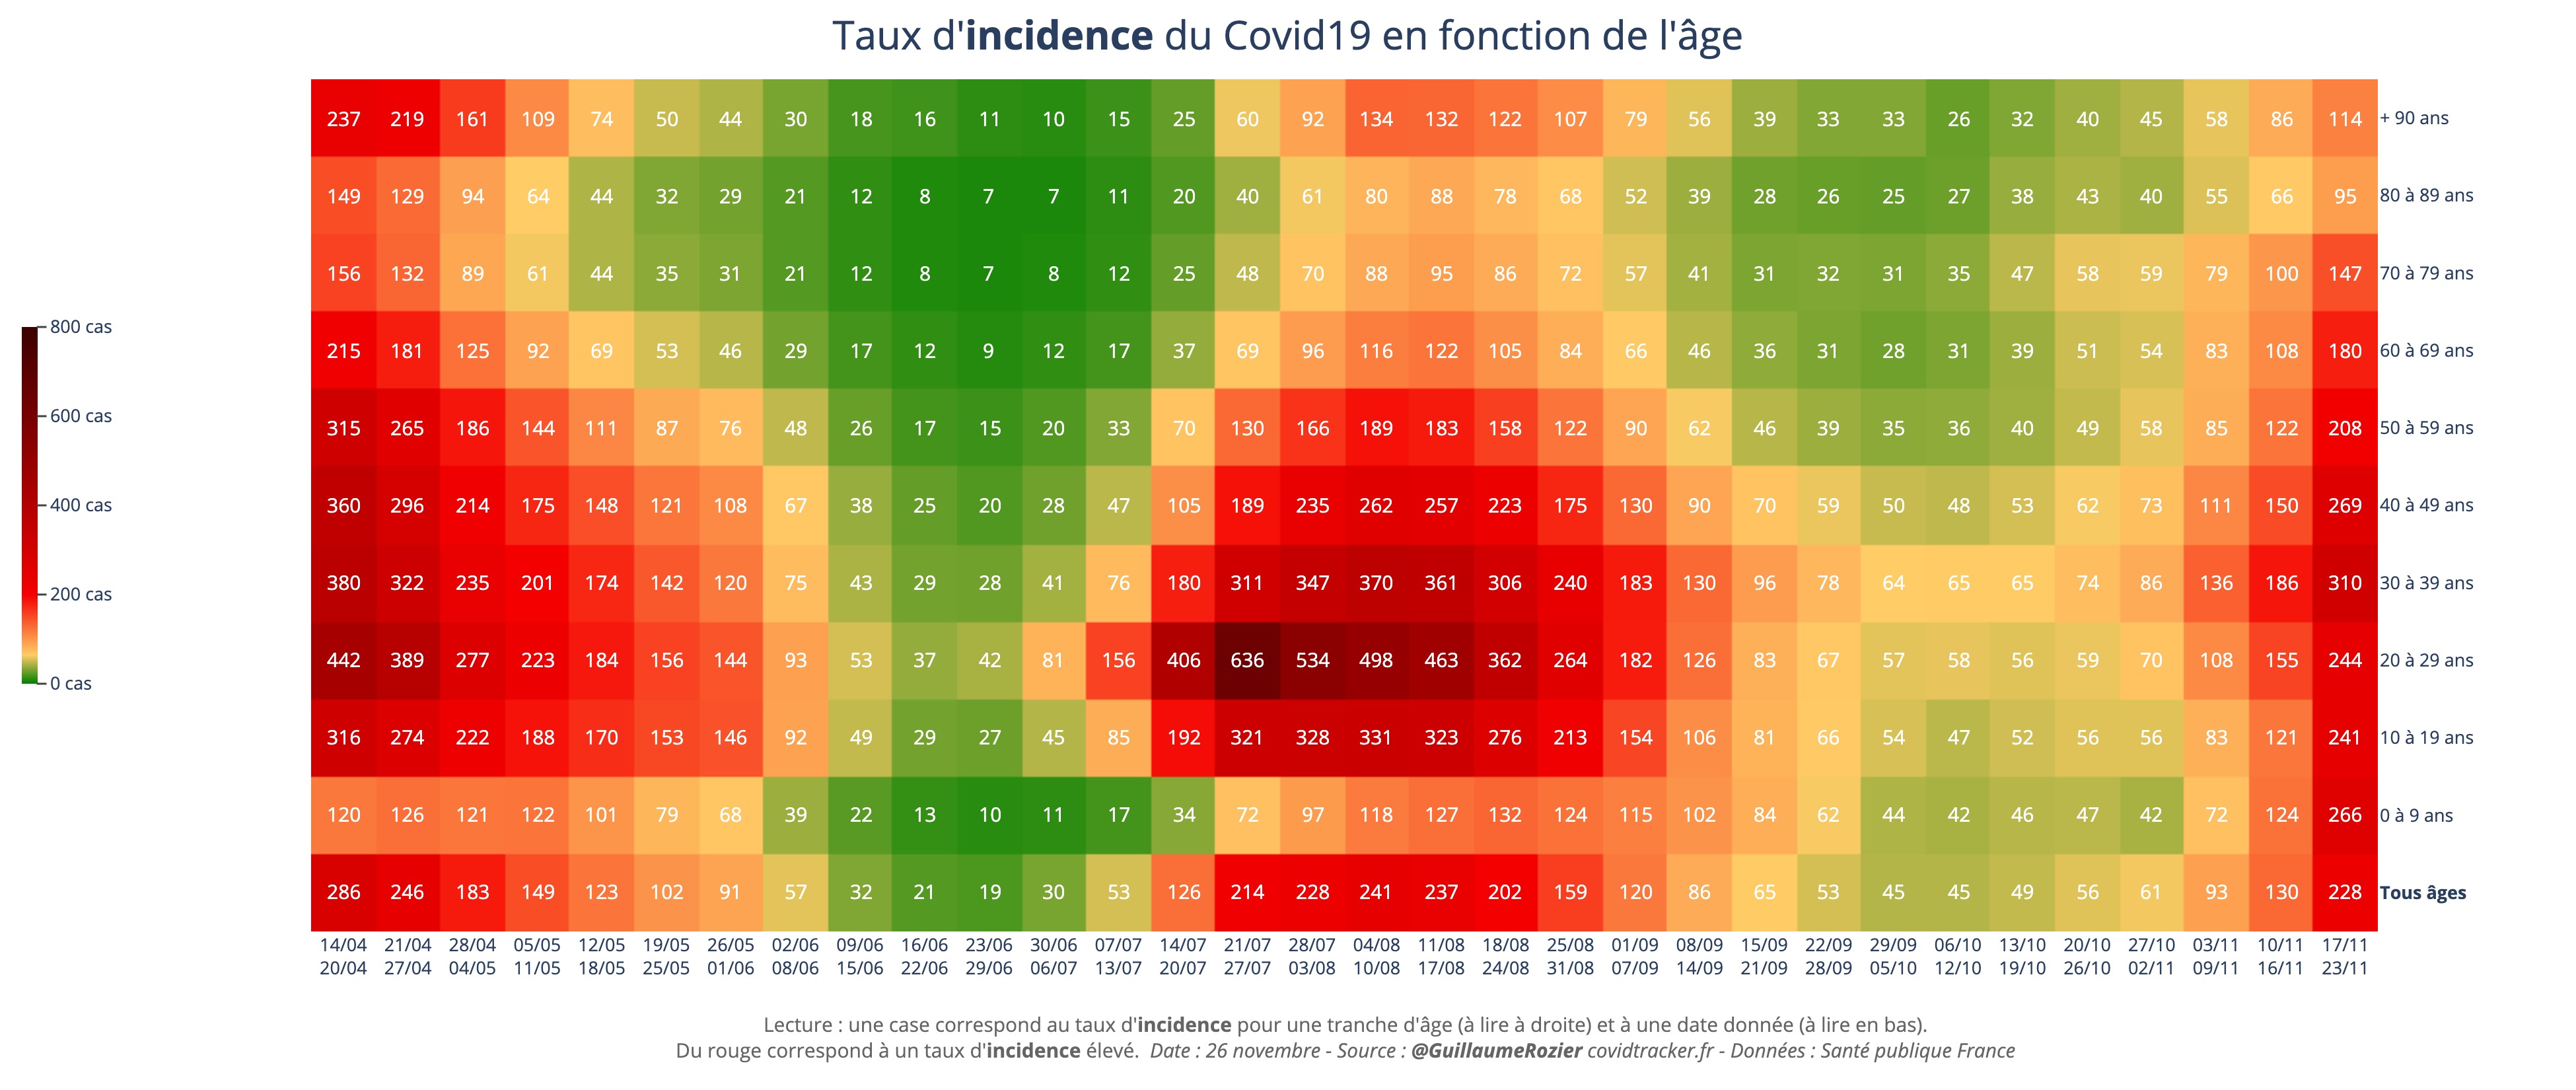 Taux d'incidence du Covid19 en fonction de l'âge
237 219 161 109 74 50 44 30 18 16 11 10 15 25 60 92 134 132 122 107 79 56 39 33 33 26 32 40 45 58 86 114 + 90 ans
149 129 94 64 44 32 29 21 12 8 7 7 11 20 40 61 80 88 78 68 52 39 28 26 25 27 38 43 40 55 66 95 80 à 89 ans
156 132 89 61 44 35 31 21 12 8 7 8 12 25 48 70 88 95 86 72 57 41 31 32 31 35 47 58 59 79 100 147 70 à 79 ans
800 cas
215 181 125 92 69 53 46 29 17 12 9 12 17 37 69 96 116 122 105 84 66 46 36 31 28 31 39 51 54 83 108 180 60 à 69 ans
600 cas
315 265 186 144 111 87 76 48 26 17 15 20 33 70 130 166 189 183 158 122 90 62 46 39 35 36 40 49 58 85 122 208 50 à 59 ans
400 cas
360 296 214 175 148 121 108 67 38 25 20 28 47 105 189 235 262 257 223 175 130 90 70 59 50 48 53 62 73 111 150 269 40 à 49 ans
200 cas
380 322 235 201 174 142 120 75 43 29 28 41 76 180 311 347 370 361 306 240 183 130 96 78 64 65 65 74 86 136 186 310 30 à 39 ans
442 389 277 223 184 156 144 93 53 37 42 81 156 406 636 534 498 463 362 264 182 126 83 67 57 58 56 59 70 108 155 244 20 à 29 ans
0 cas
316 274 222 188 170 153 146 92 49 29 27 45 85 192 321 328 331 323 276 213 154 106 81 66 54 47 52 56 56 83 121 241 10 à 19 ans
120 126 121 122 101 79 68 39 22 13 10 11 17 34 72 97 118 127 132 124 115 102 84 62 44 42 46 47 42 72 124 266 0 à 9 ans
286 246 183 149 123 102 91 57 32 21 19 30 53 126 214 228 241 237 202 159 120 86 65 53 45 45 49 56 61 93 130 228 Tous âges
14/04 21/04 28/04 05/05 12/05 19/05 26/05 02/06 09/06 16/06 23/06 30/06 07/07 14/07 21/07 28/07 04/08 11/08 18/08 25/08 01/09 08/09 15/09 22/09 29/09 06/10 13/10 20/10 27/10 03/11 10/11 17/11
20/04 27/04 04/05 11/05 18/05 25/05 01/06 08/06 15/06 22/06 29/06 06/07 13/07 20/07 27/07 03/08 10/08 17/08 24/08 31/08 07/09 14/09 21/09 28/09 05/10 12/10 19/10 26/10 02/11 09/11 16/11 23/11
Lecture : une case correspond au taux d'incidence pour une tranche d'âge (à lire à droite) et à une date donnée (à lire en bas).
Du rouge correspond à un taux d'incidence élevé. Date : 26 novembre - Source : @GuillaumeRozier covidtracker.fr - Données : Santé publique France